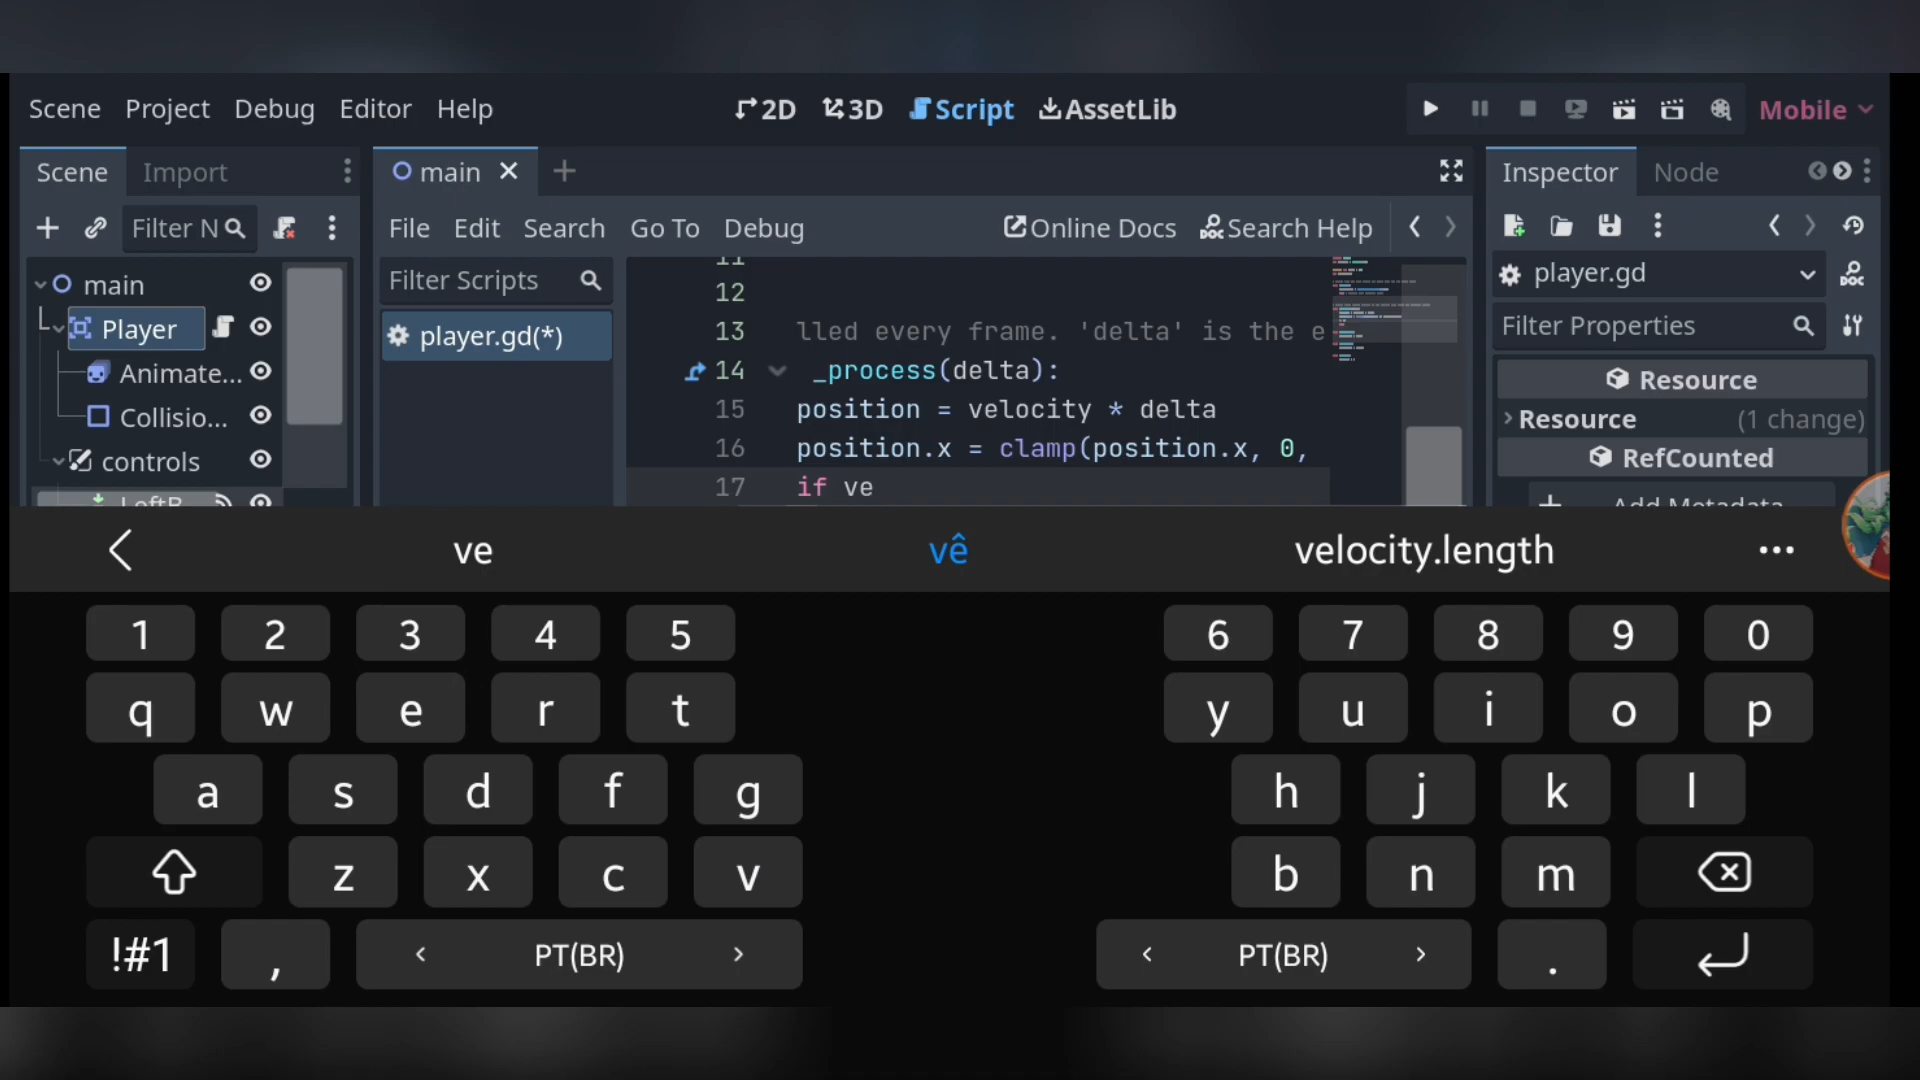 Scene Project Debug Editor Help 2D 3D Script AssetLib Mobile
Scene Import main Inspector Node
Filter N File Edit Search Go To Debug Online Docs Search Help
main Filter Scripts player.gd
Player player.gd(*) Filter Properties
Animate... Resource
Collisio... Resource (1 change)
controls RefCounted
12
13 lled every frame. 'delta' is the e
14 _process(delta):
15 position = velocity * delta
16 position.x = clamp(position.x, 0,
17 if ve
ve vê velocity.length ...
1 2 3 4 5 6 7 8 9 0
q w e r t y u i o p
a s d f g h j k l
z x c v b n m
!#1 , < PT(BR) > < PT(BR) > .